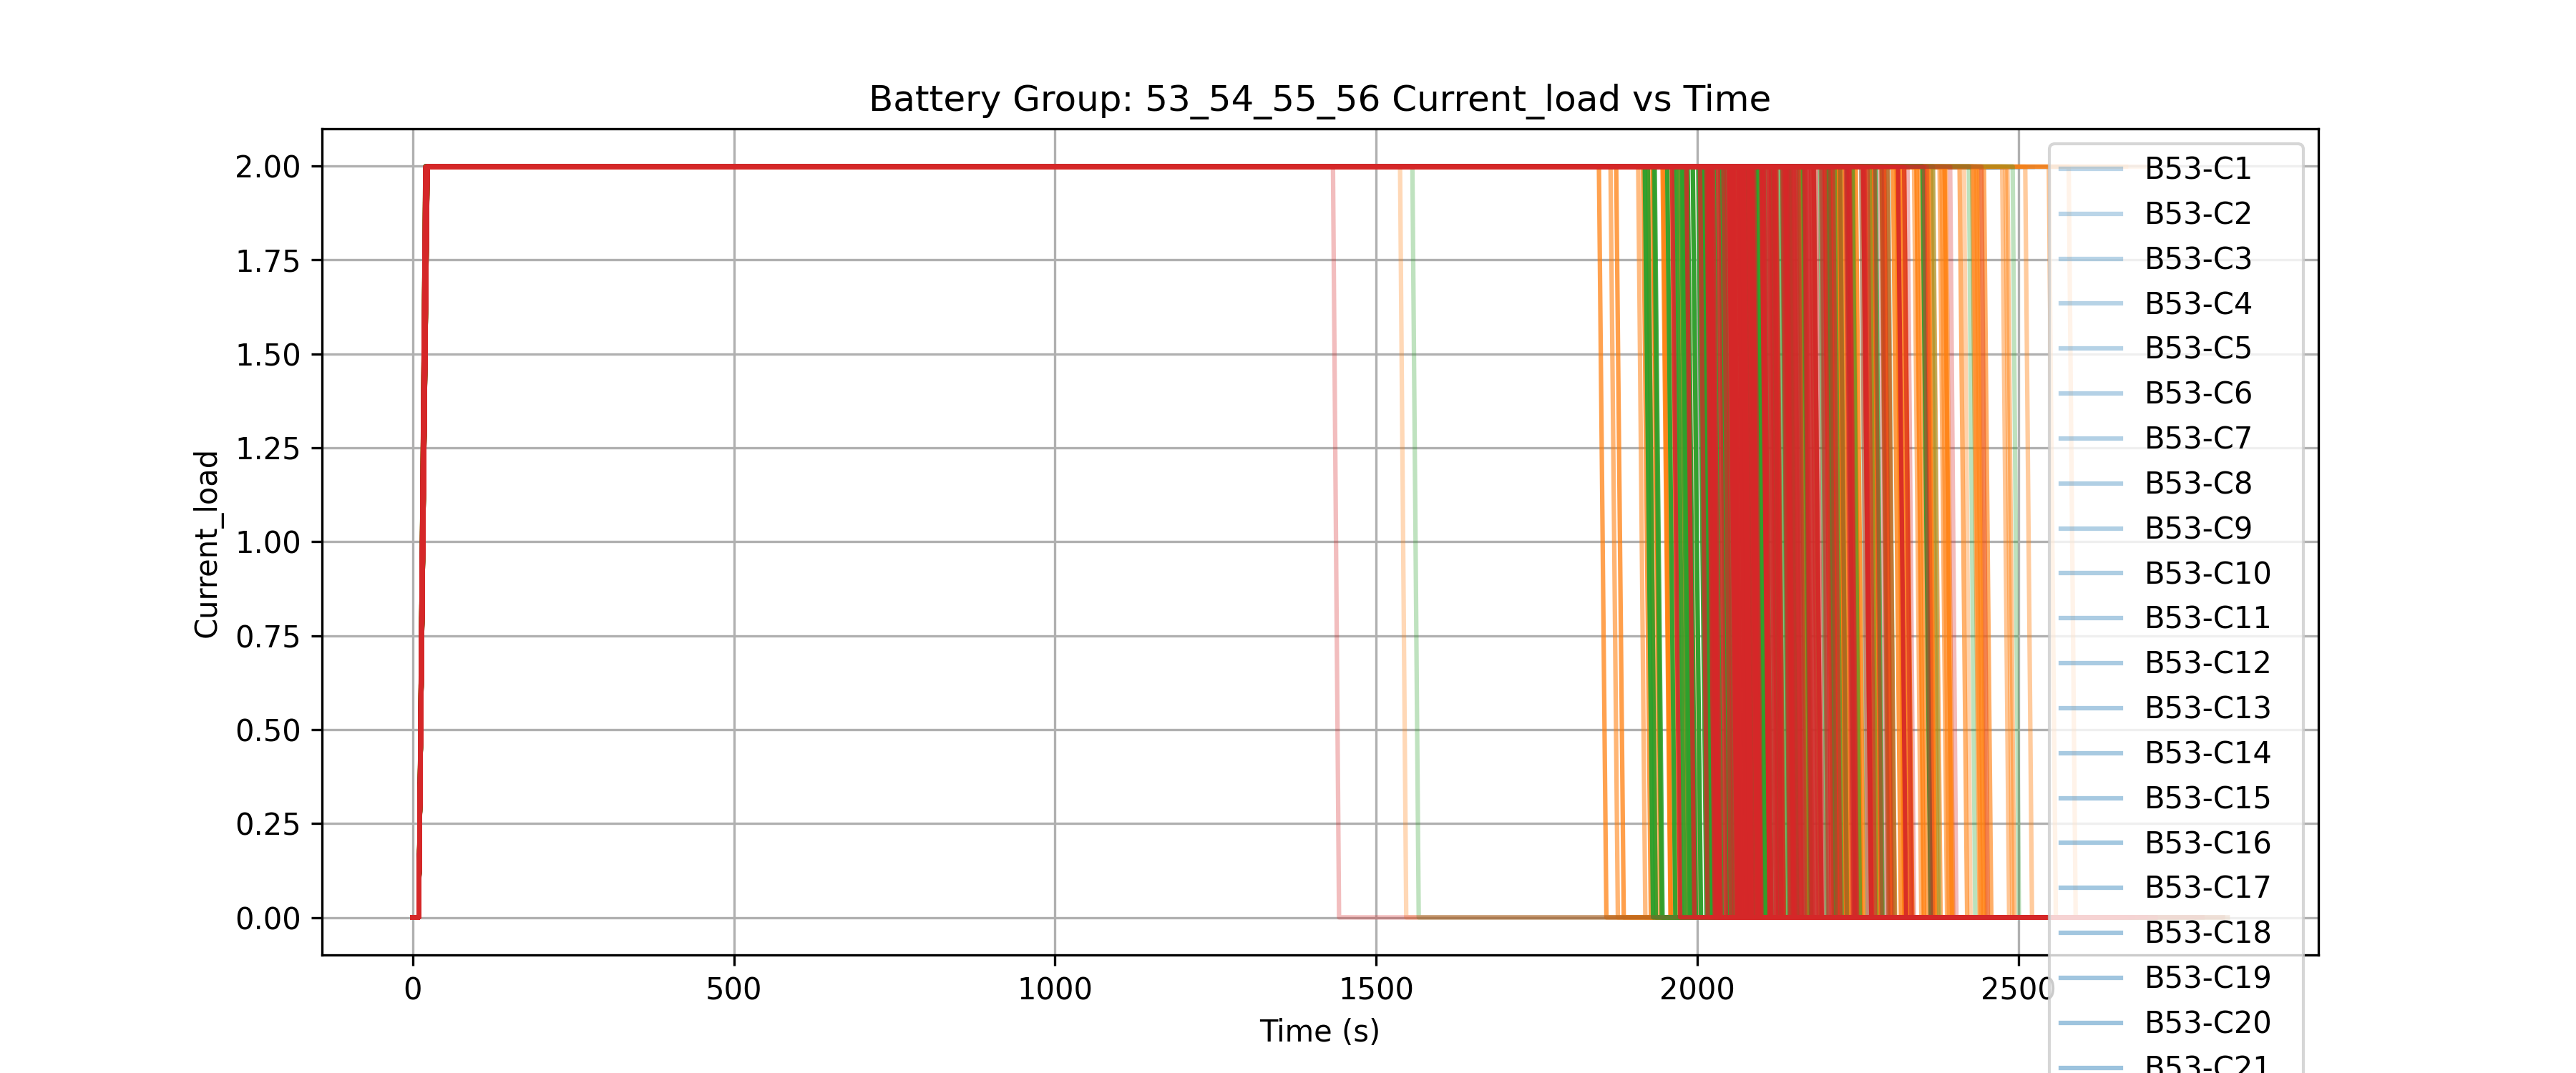 Battery Group: 53_54_55_56 Current_load vs Time
Current_load
2.00
1.75
1.50
1.25
1.00
0.75
0.50
0.25
0.00
0
500
1000
1500
2000
2500
Time (s)
B53-C1
B53-C2
B53-C3
B53-C4
B53-C5
B53-C6
B53-C7
B53-C8
B53-C9
B53-C10
B53-C11
B53-C12
B53-C13
B53-C14
B53-C15
B53-C16
B53-C17
B53-C18
B53-C19
B53-C20
B53-C21